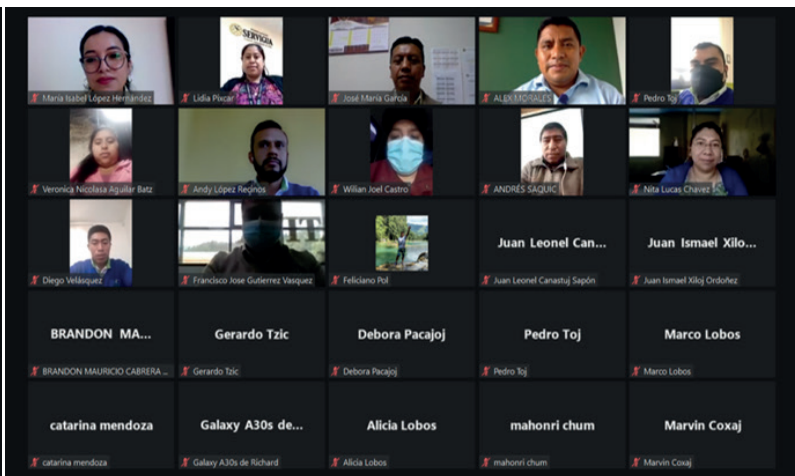 SERVIGUA
María Isabel López Hernández
Lidia Pixcar
José María García
ALEX MORALES
Pedro Toj
Veronica Nicolasa Aguilar Batz
Andy López Recinos
Wilian Joel Castro
ANDRÉS SAQUIC
Nita Lucas Chavez
Diego Velásquez
Francisco Jose Gutierrez Vasquez
Feliciano Pol
Juan Leonel Can...
Juan Leonel Canastuj Sapón
Juan Ismael Xilo...
Juan Ismael Xiloj Ordoñez
BRANDON MA...
BRANDON MAURICIO CABRERA ...
Gerardo Tzic
Gerardo Tzic
Debora Pacajoj
Debora Pacajoj
Pedro Toj
Pedro Toj
Marco Lobos
Marco Lobos
catarina mendoza
catarina mendoza
Galaxy A30s de...
Galaxy A30s de Richard
Alicia Lobos
Alicia Lobos
mahonri chum
mahonri chum
Marvin Coxaj
Marvin Coxaj